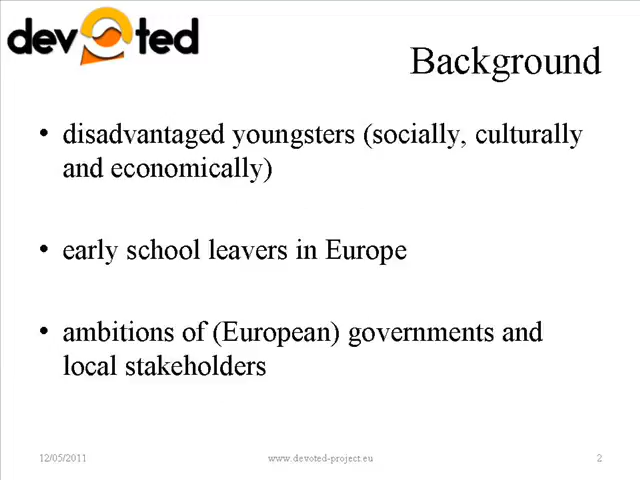 devoted
Background
• disadvantaged youngsters (socially, culturally
and economically)
• early school leavers in Europe
• ambitions of (European) governments and
local stakeholders
12/05/2011
www.devoted-project.eu
2